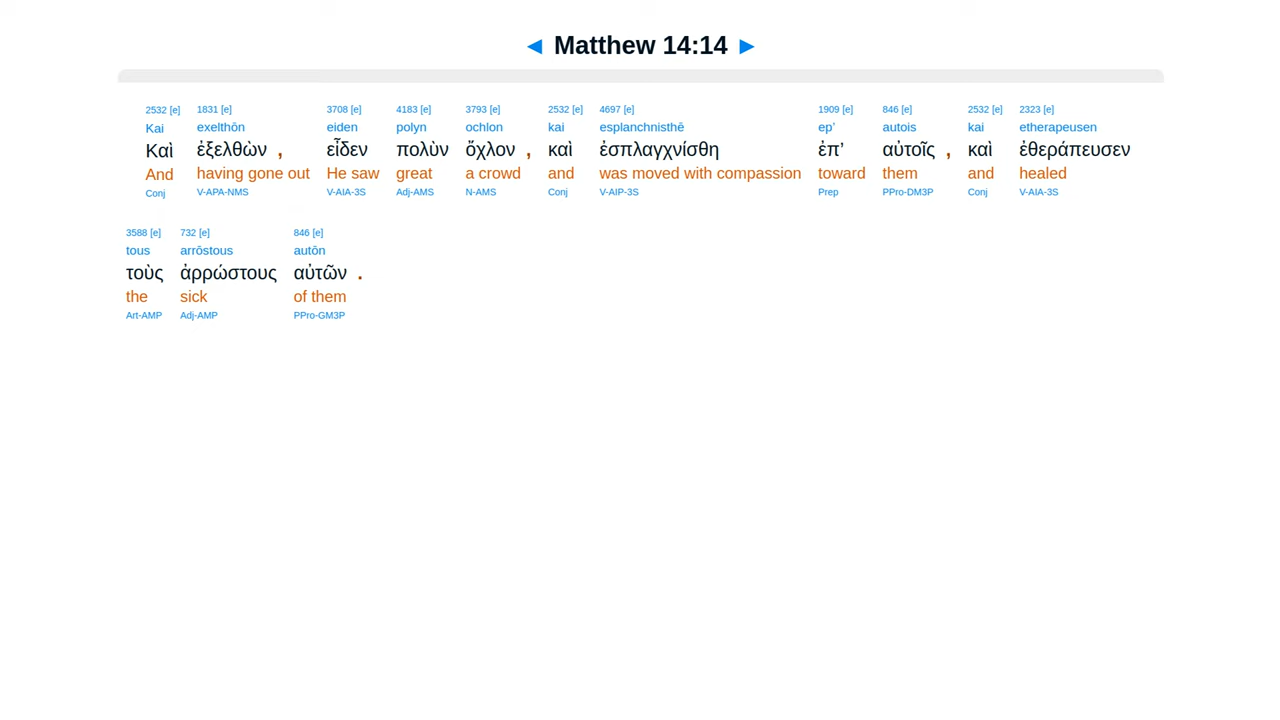 ◄ Matthew 14:14 ►
2532 [e] 1831 [e] 3708 [e] 4183 [e] 3793 [e] 2532 [e] 4697 [e] 1909 [e] 846 [e] 2532 [e] 2323 [e]
Kai exelthōn eiden polyn ochlon kai esplanchnisthē ep’ autois kai etherapeusen
Καὶ ἐξελθὼν , εἶδεν πολὺν ὄχλον , καὶ ἐσπλαγχνίσθη ἐπ’ αὐτοῖς , καὶ ἐθεράπευσεν
And having gone out He saw great a crowd and was moved with compassion toward them and healed
Conj V-APA-NMS V-AIA-3S Adj-AMS N-AMS Conj V-AIP-3S Prep PPro-DM3P Conj V-AIA-3S
3588 [e] 732 [e] 846 [e]
tous arrōstous autōn
τοὺς ἀρρώστους αὐτῶν .
the sick of them
Art-AMP Adj-AMP PPro-GM3P